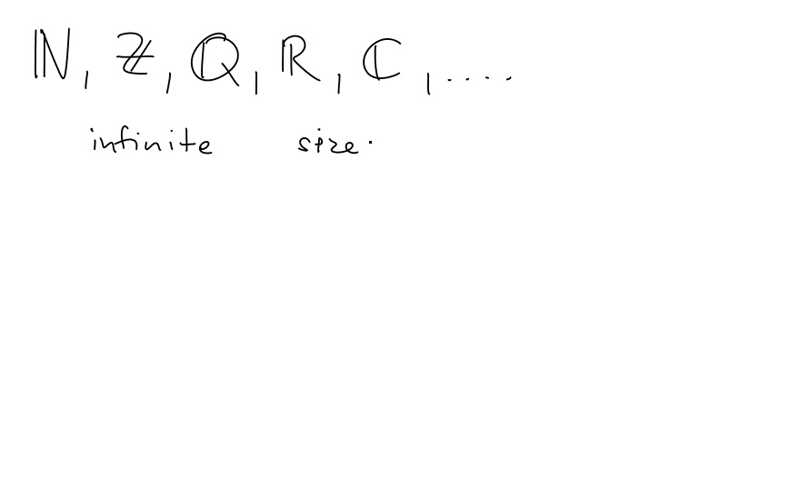 ℕ, ℤ, ℚ, ℝ, ℂ, ....
infinite size.